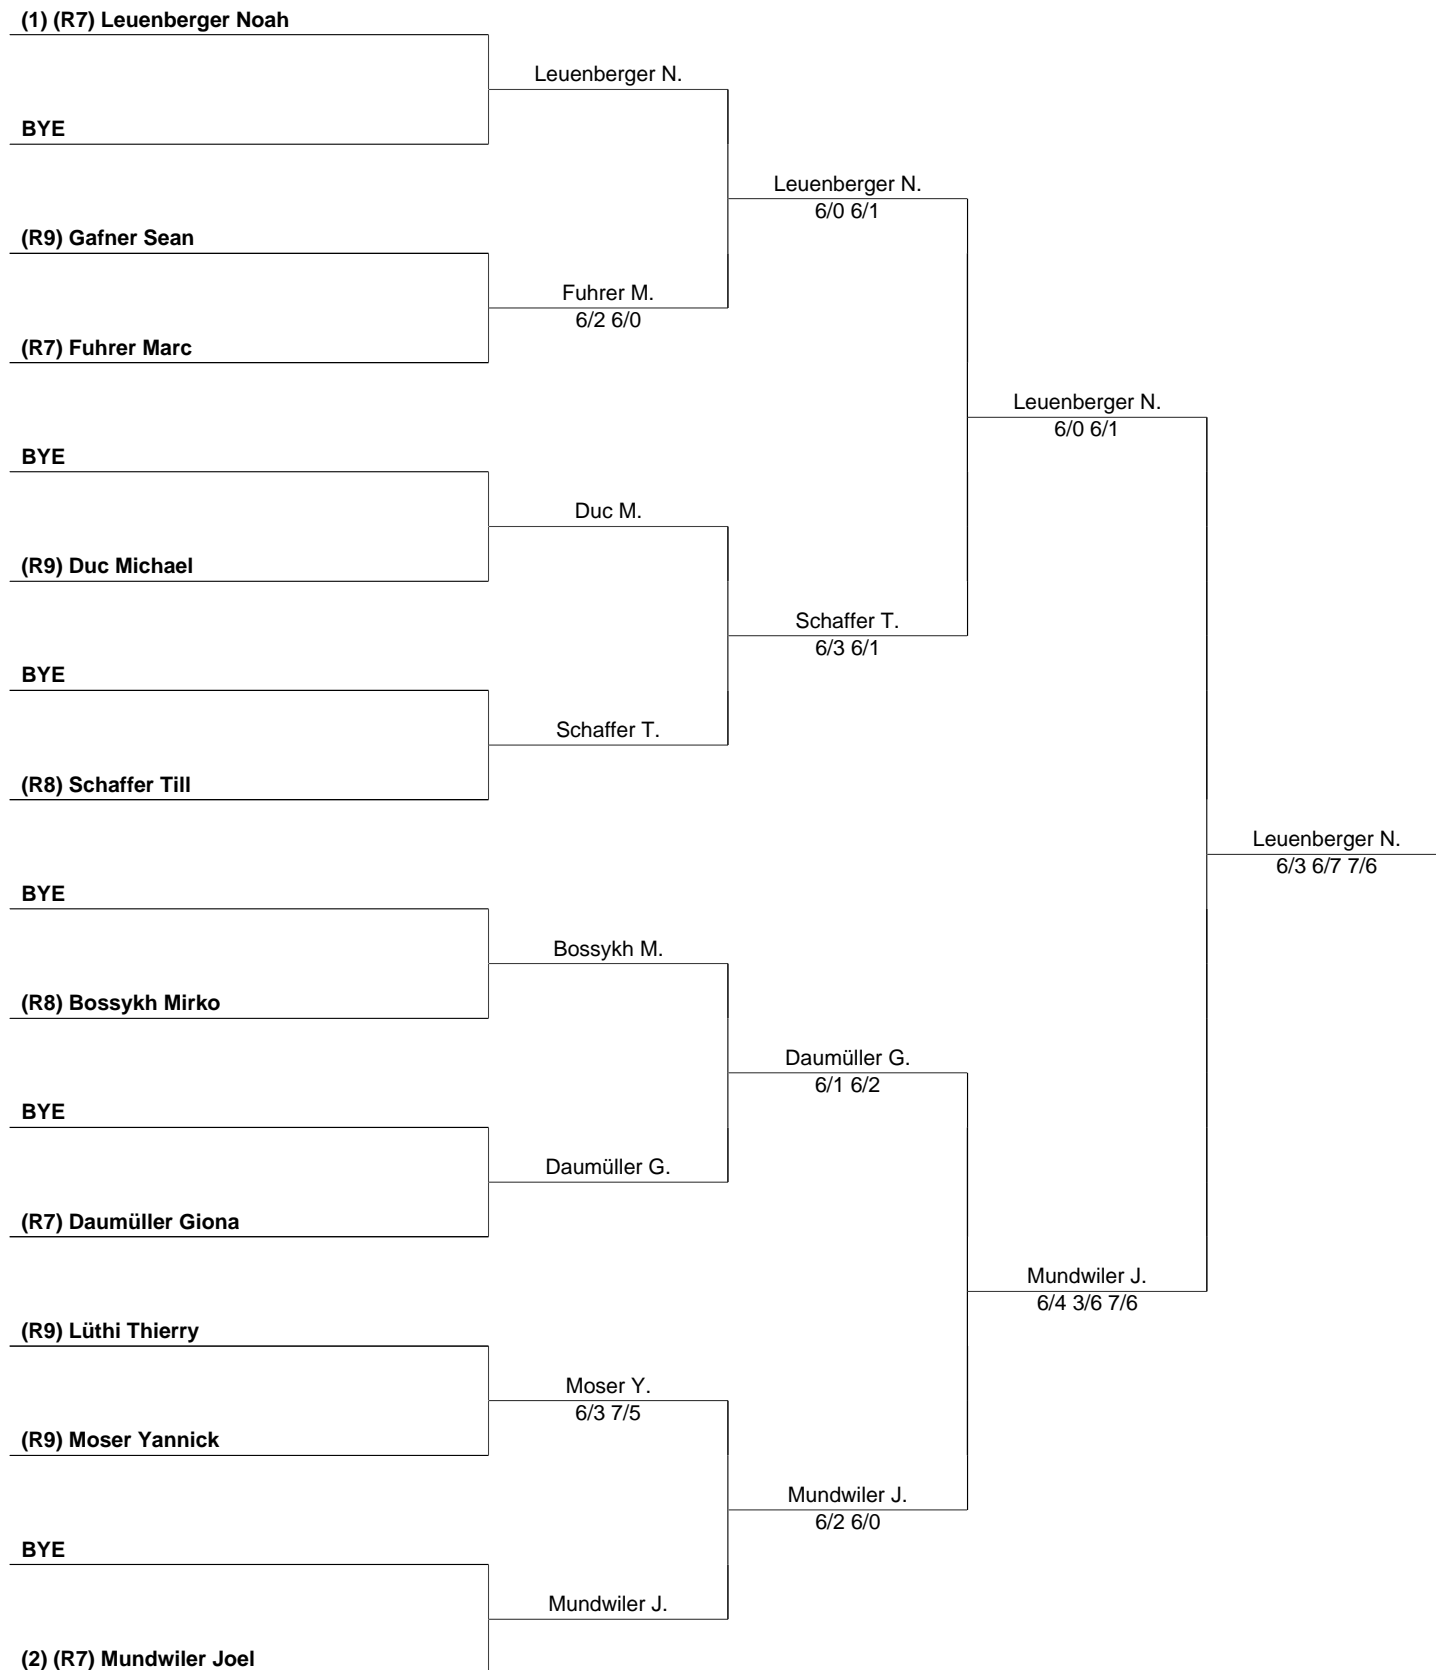 (1) (R7) Leuenberger Noah
Leuenberger N.
BYE
Leuenberger N.
6/0 6/1
(R9) Gafner Sean
Fuhrer M.
6/2 6/0
(R7) Fuhrer Marc
Leuenberger N.
6/0 6/1
BYE
Duc M.
(R9) Duc Michael
Schaffer T.
6/3 6/1
BYE
Schaffer T.
(R8) Schaffer Till
Leuenberger N.
6/3 6/7 7/6
BYE
Bossykh M.
(R8) Bossykh Mirko
Daumüller G.
6/1 6/2
BYE
Daumüller G.
(R7) Daumüller Giona
Mundwiler J.
6/4 3/6 7/6
(R9) Lüthi Thierry
Moser Y.
6/3 7/5
(R9) Moser Yannick
Mundwiler J.
6/2 6/0
BYE
Mundwiler J.
(2) (R7) Mundwiler Joel